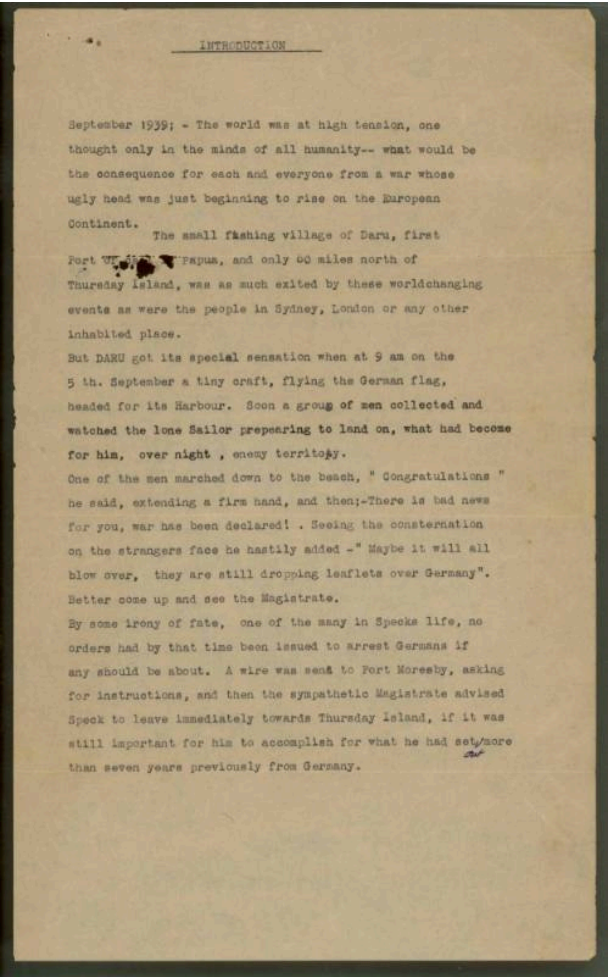 INTRODUCTION
September 1939; - The world was at high tension, one
thought only in the minds of all humanity-- what would be
the consequence for each and everyone from a war whose
ugly head was just beginning to rise on the European
Continent.
The small fishing village of Daru, first
Port of Papua, and only 60 miles north of
Thursday Island, was as much exited by these worldchanging
events as were the people in Sydney, London or any other
inhabited place.
But DARU got its special sensation when at 9 am on the
5 th. September a tiny craft, flying the German flag,
headed for its Harbour. Soon a group of men collected and
watched the lone Sailor prepearing to land on, what had become
for him, over night , enemy territory.
One of the men marched down to the beach, " Congratulations "
he said, extending a firm hand, and then;-There is bad news
for you, war has been declared! . Seeing the consternation
on the strangers face he hastily added -" Maybe it will all
blow over, they are still dropping leaflets over Germany".
Better come up and see the Magistrate.
By some irony of fate, one of the many in Specks life, no
orders had by that time been issued to arrest Germans if
any should be about. A wire was send to Port Moresby, asking
for instructions, and then the sympathetic Magistrate advised
Speck to leave immediately towards Thursday Island, if it was
still important for him to accomplish for what he had set/more
out
than seven years previously from Germany.